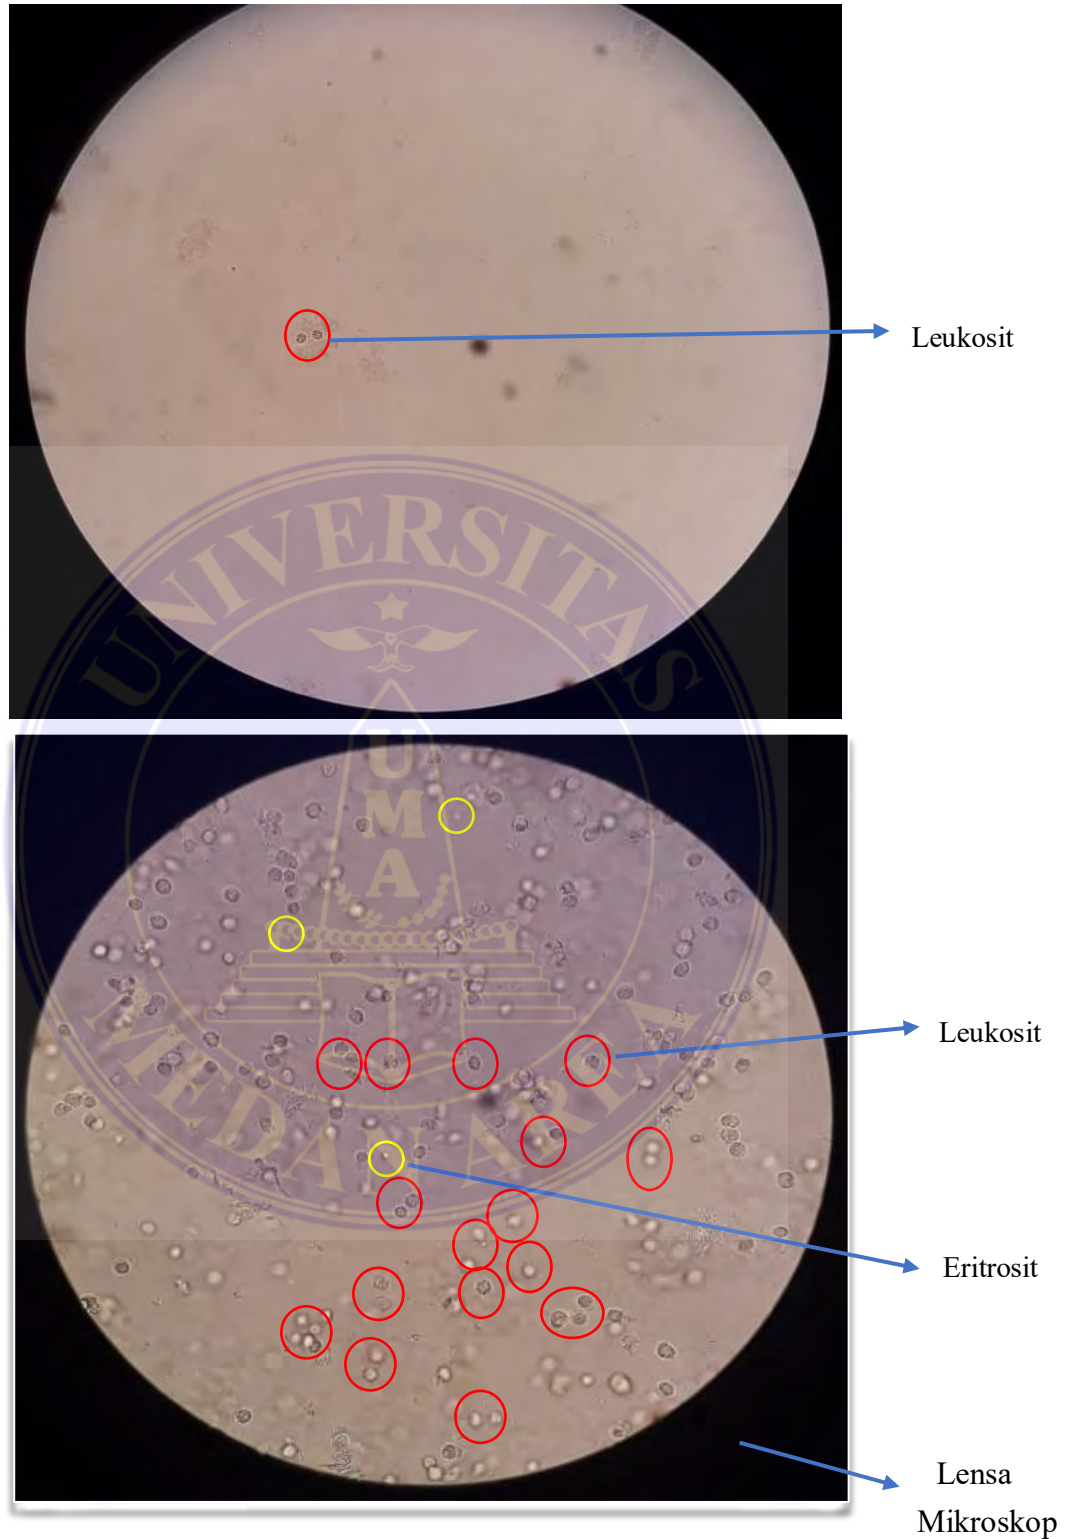 Leukosit
UNIVERSITAS
UMA
Leukosit
MEDAN AREA
Eritrosit
Lensa
Mikroskop